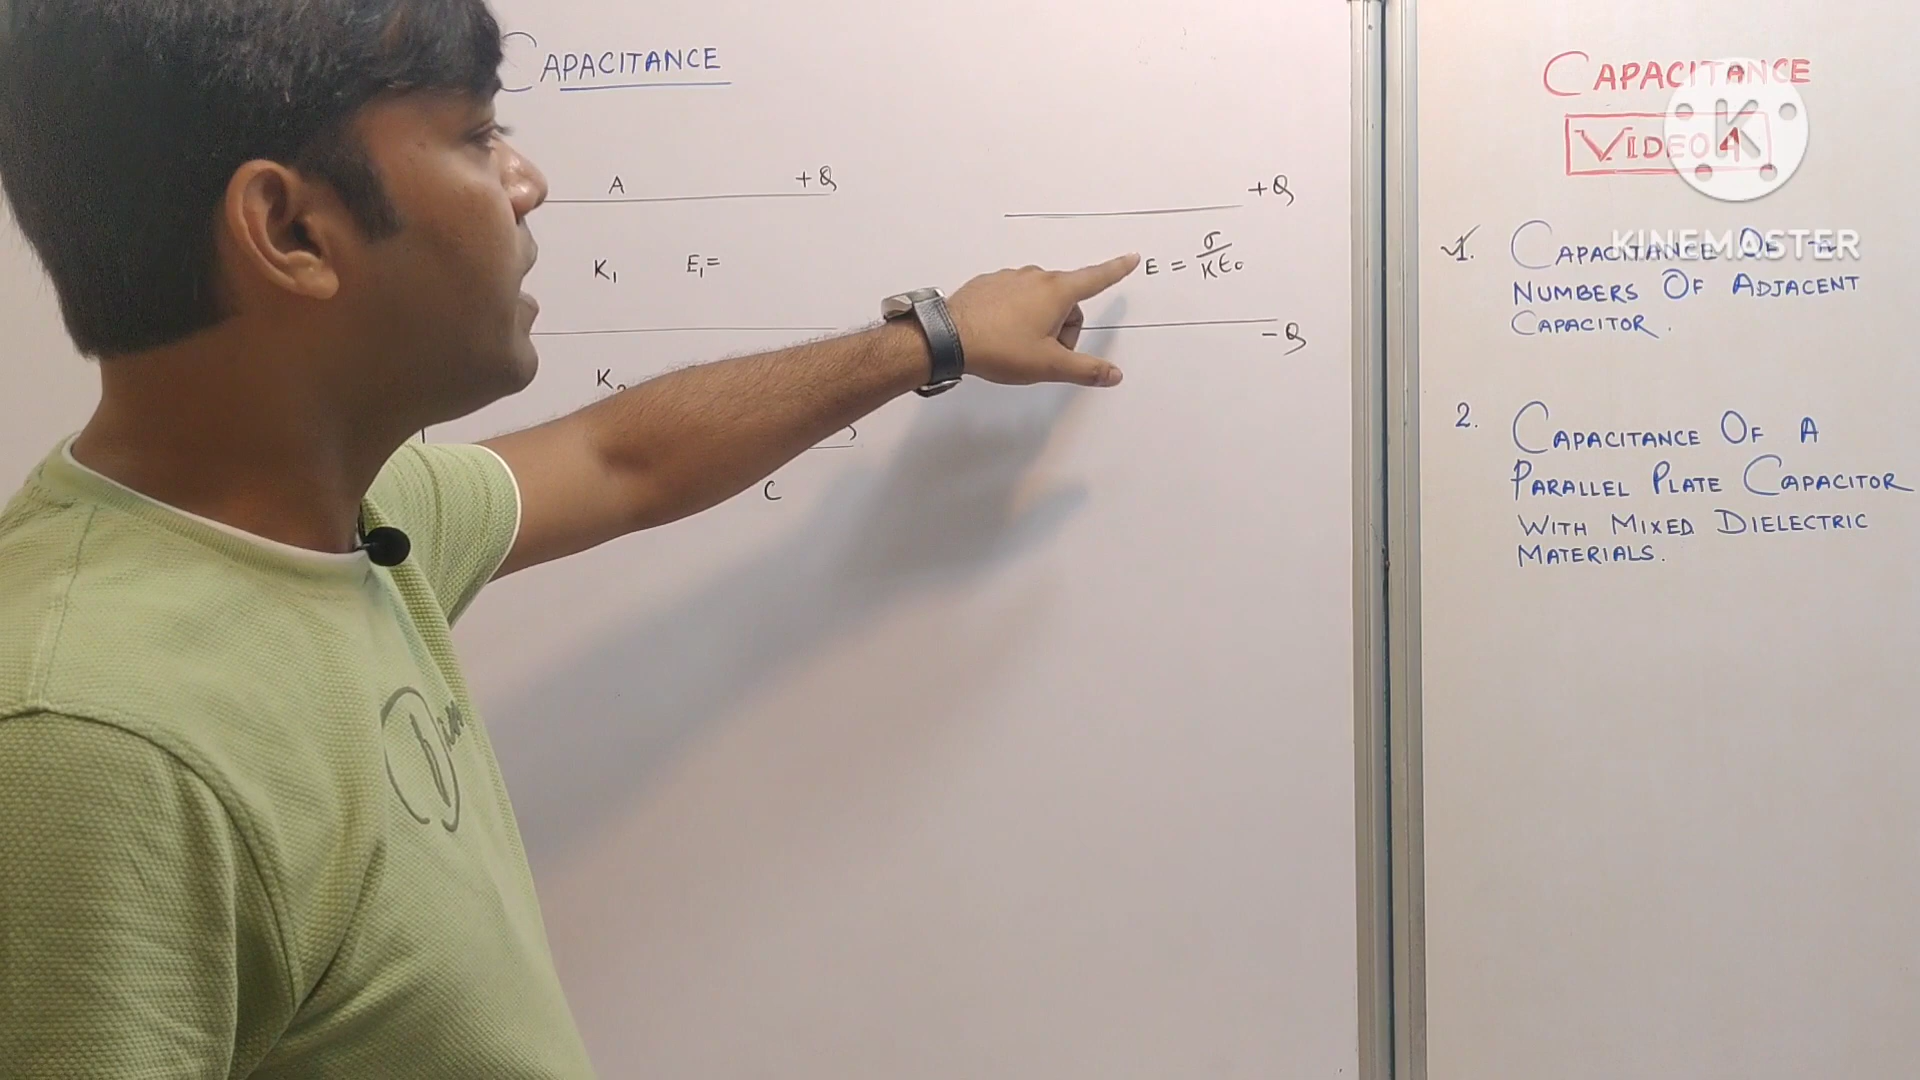 CAPACITANCE
A +Q
K₁ E₁=
K₂
C
+Q
E = σ/Kε₀
-Q
CAPACITANCE
VIDEO 4
KINEMASTER
1. CAPACITANCE OF n
NUMBERS OF ADJACENT
CAPACITOR.
2. CAPACITANCE OF A
PARALLEL PLATE CAPACITOR
WITH MIXED DIELECTRIC
MATERIALS.